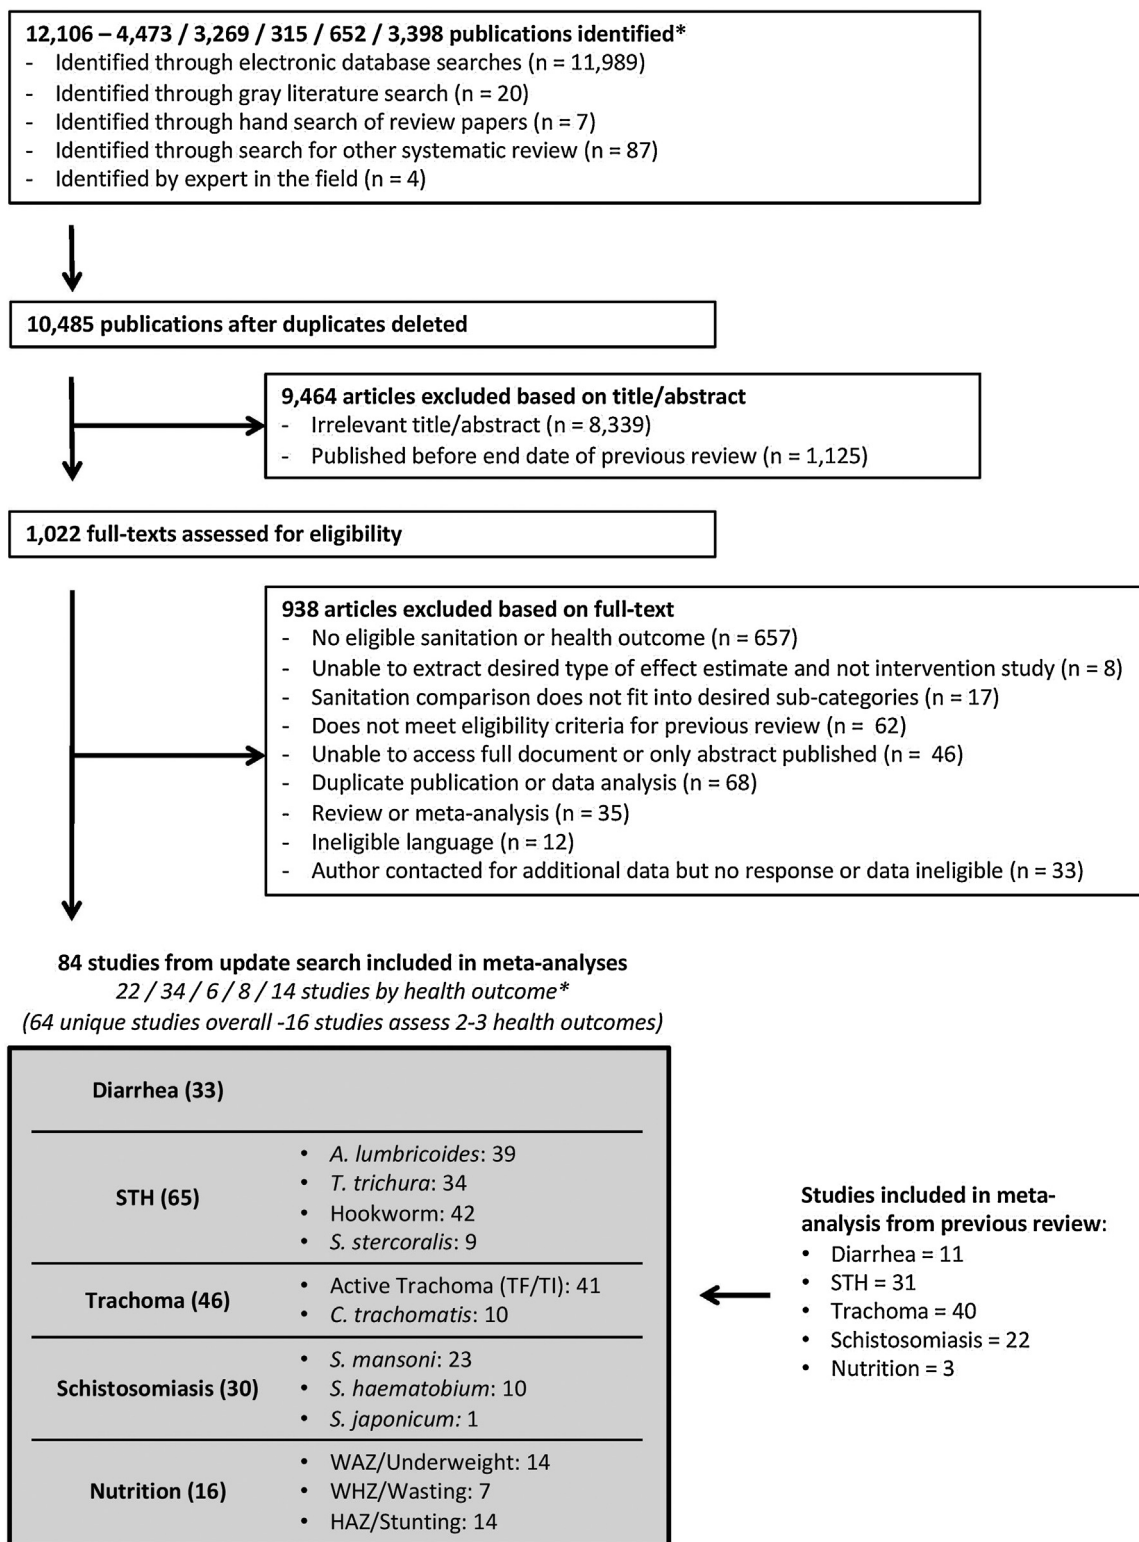 12,106 – 4,473 / 3,269 / 315 / 652 / 3,398 publications identified*
- Identified through electronic database searches (n = 11,989)
- Identified through gray literature search (n = 20)
- Identified through hand search of review papers (n = 7)
- Identified through search for other systematic review (n = 87)
- Identified by expert in the field (n = 4)
10,485 publications after duplicates deleted
9,464 articles excluded based on title/abstract
- Irrelevant title/abstract (n = 8,339)
- Published before end date of previous review (n = 1,125)
1,022 full-texts assessed for eligibility
938 articles excluded based on full-text
- No eligible sanitation or health outcome (n = 657)
- Unable to extract desired type of effect estimate and not intervention study (n = 8)
- Sanitation comparison does not fit into desired sub-categories (n = 17)
- Does not meet eligibility criteria for previous review (n =  62)
- Unable to access full document or only abstract published (n =  46)
- Duplicate publication or data analysis (n = 68)
- Review or meta-analysis (n = 35)
- Ineligible language (n = 12)
- Author contacted for additional data but no response or data ineligible (n = 33)
84 studies from update search included in meta-analyses
22 / 34 / 6 / 8 / 14 studies by health outcome*
(64 unique studies overall -16 studies assess 2-3 health outcomes)
Diarrhea (33)
STH (65)
• A. lumbricoides: 39
• T. trichura: 34
• Hookworm: 42
• S. stercoralis: 9
Trachoma (46)
• Active Trachoma (TF/TI): 41
• C. trachomatis: 10
Schistosomiasis (30)
• S. mansoni: 23
• S. haematobium: 10
• S. japonicum: 1
Nutrition (16)
• WAZ/Underweight: 14
• WHZ/Wasting: 7
• HAZ/Stunting: 14
Studies included in meta-
analysis from previous review:
• Diarrhea = 11
• STH = 31
• Trachoma = 40
• Schistosomiasis = 22
• Nutrition = 3